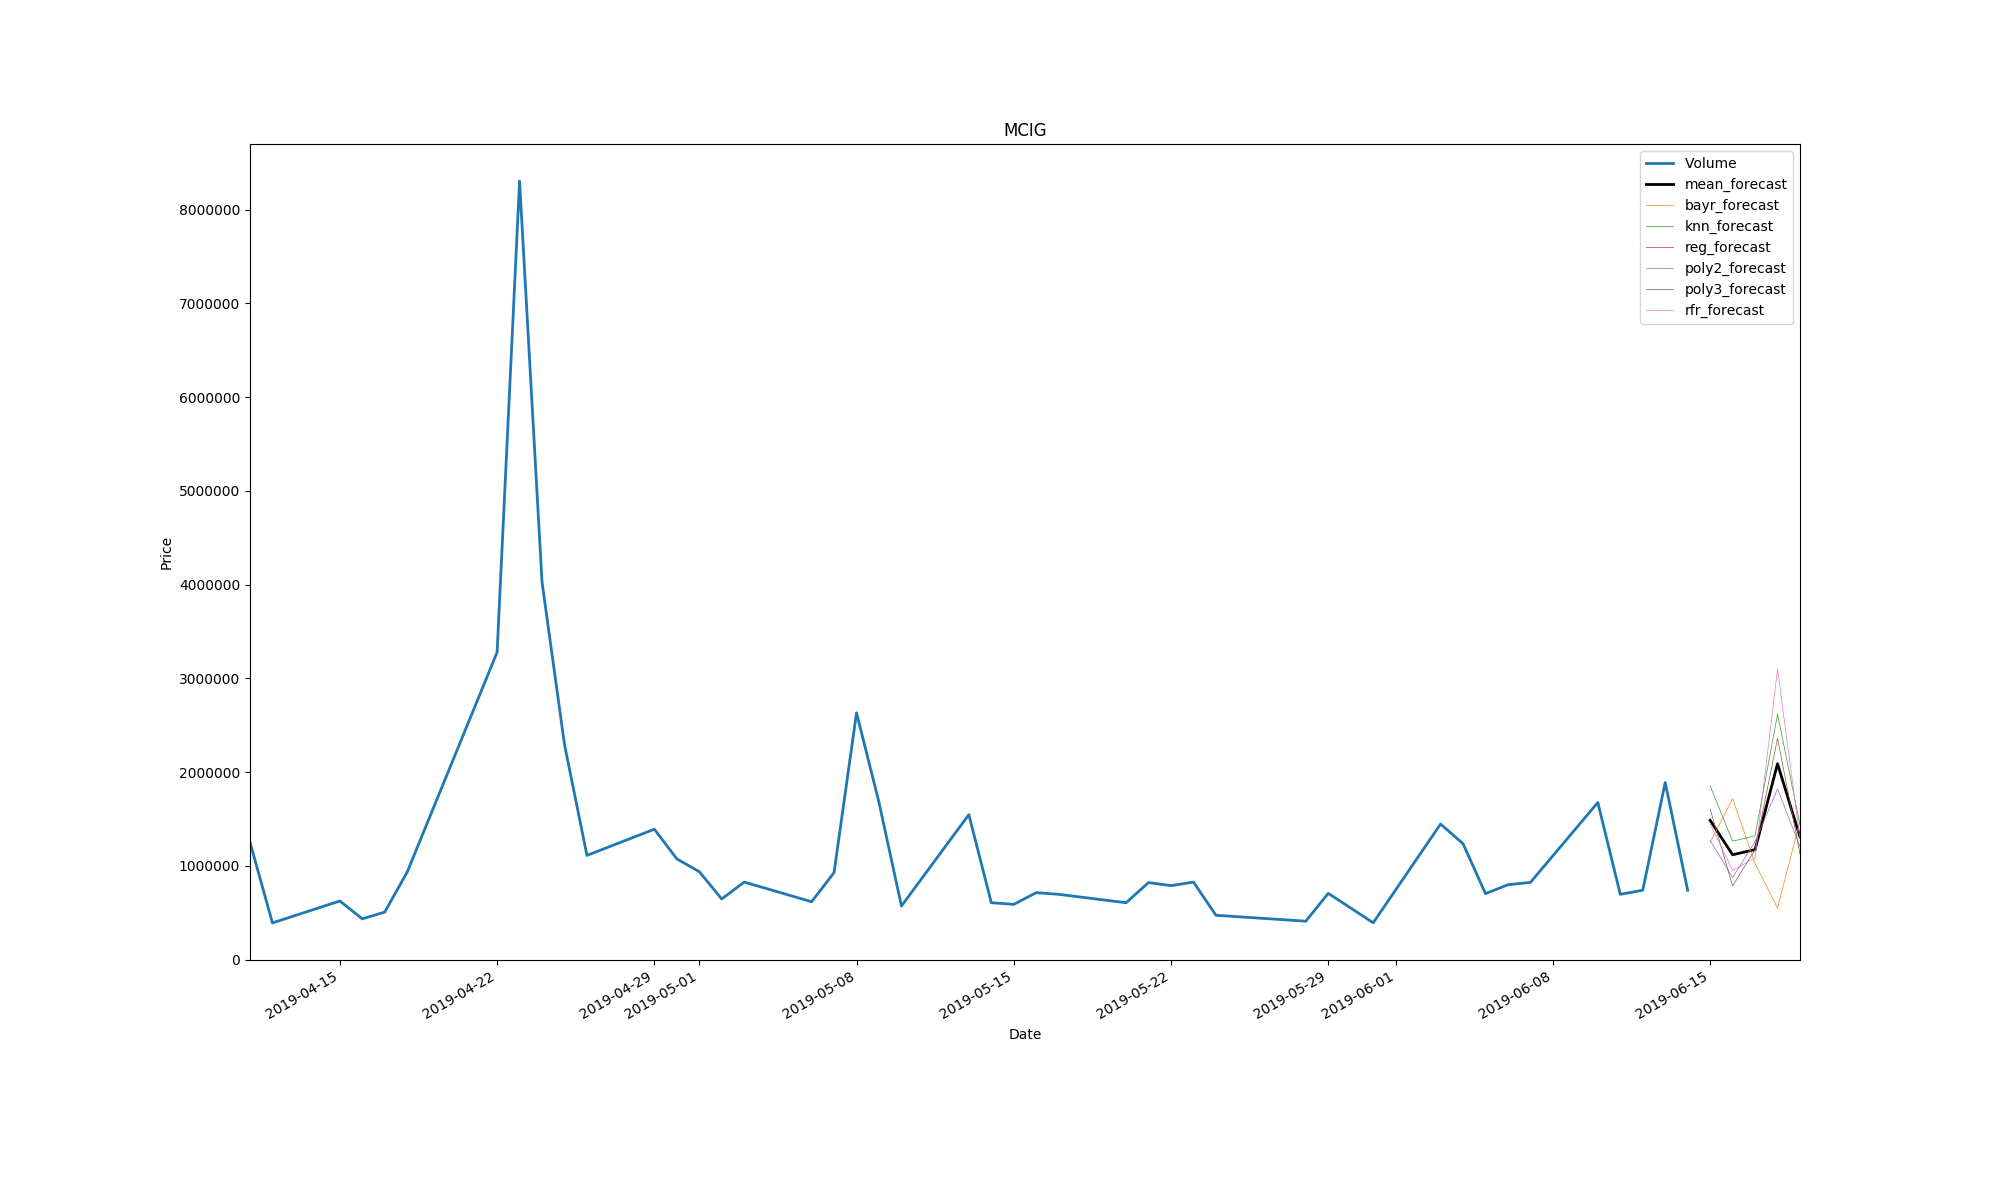 MCIG
Volume
mean_forecast
bayr_forecast
knn_forecast
reg_forecast
poly2_forecast
poly3_forecast
rfr_forecast
8000000
7000000
6000000
5000000
4000000
3000000
2000000
1000000
0
Price
2019-04-15
2019-04-22
2019-04-29
2019-05-01
2019-05-08
2019-05-15
2019-05-22
2019-05-29
2019-06-01
2019-06-08
2019-06-15
Date